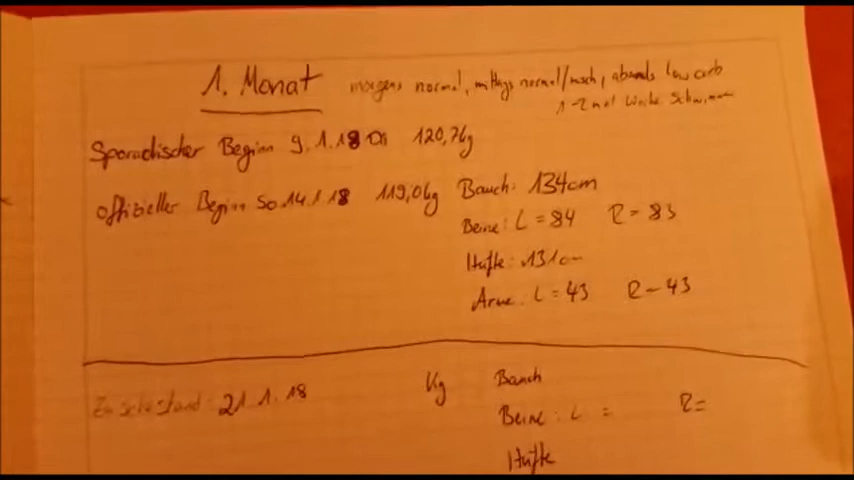 1. Monat morgens normal, mittags normal/rasch, abends low carb
1-2 mal Woche Schwimmen
Sporadischer Beginn 9.1.18 Di 120,7kg
offizieller Beginn So 14.1.18 119,0kg Bauch: 134cm
Beine: L = 84 R = 83
Hüfte: 131cm
Arme: L = 43 R = 43
Zwischenstand: 21.1.18 Kg Bauch
Beine: L = R =
Hüfte